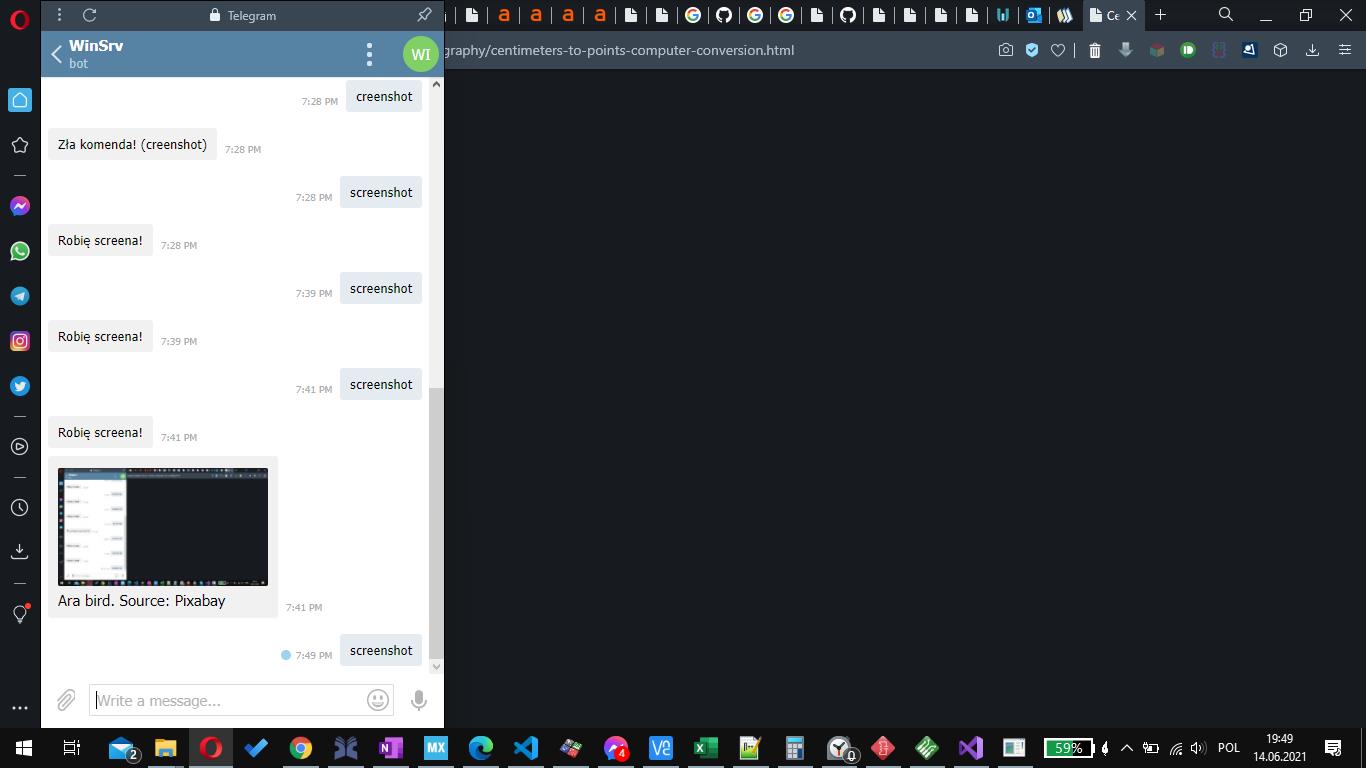 Telegram
WinSrv
bot
WI
Ce
graphy/centimeters-to-points-computer-conversion.html
7:28 PM
creenshot
Zła komenda! (creenshot)
7:28 PM
7:28 PM
screenshot
Robię screena!
7:28 PM
7:39 PM
screenshot
Robię screena!
7:39 PM
7:41 PM
screenshot
Robię screena!
7:41 PM
Ara bird. Source: Pixabay
7:41 PM
7:49 PM
screenshot
Write a message...
2
N
MX
4
0
59%
POL
19:49
14.06.2021